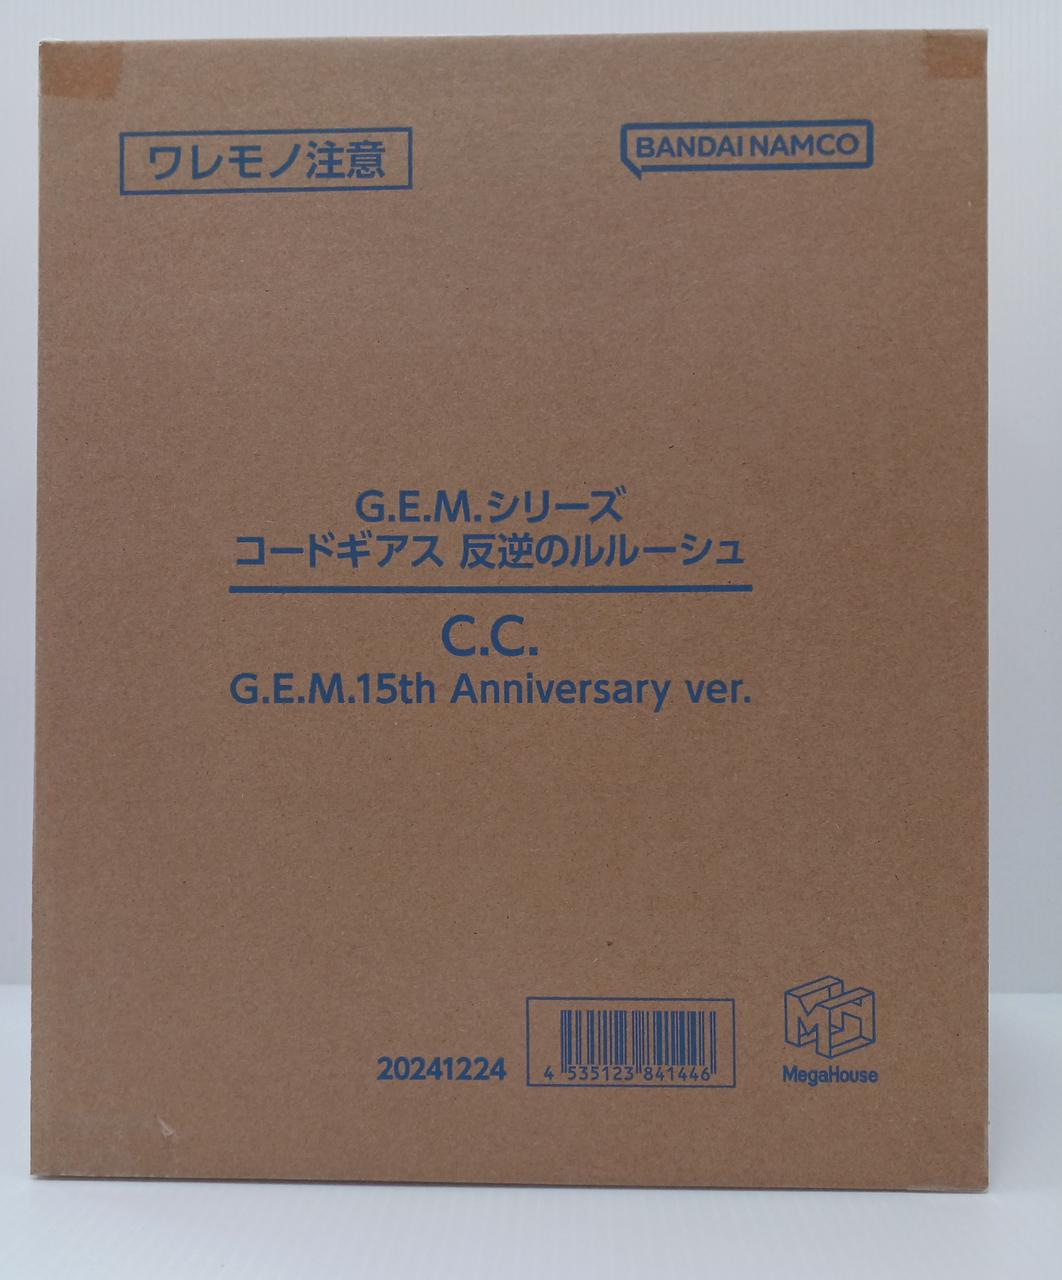 ワレモノ注意
BANDAI NAMCO
G.E.M.シリーズ
コードギアス 反逆のルルーシュ
C.C.
G.E.M.15th Anniversary ver.
20241224
4 535123 841446
MH
MegaHouse